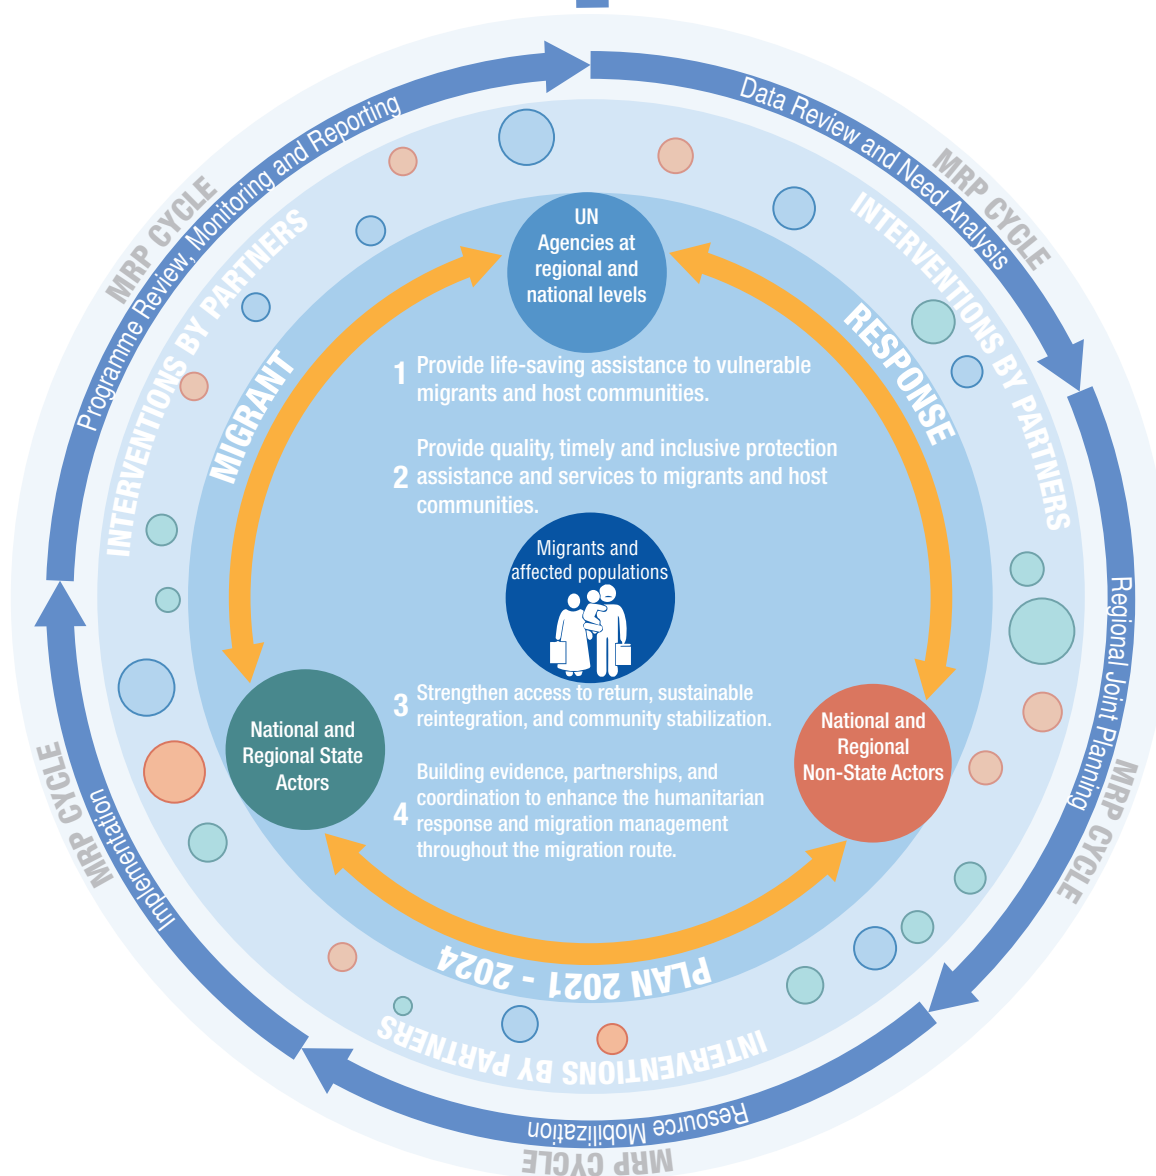 Programme Review, Monitoring and Reporting
Data Review and Need Analysis
MRP CYCLE
MRP CYCLE
INTERVENTIONS BY PARTNERS
INTERVENTIONS BY PARTNERS
UN
Agencies at
regional and
national levels
MIGRANT
RESPONSE
1 Provide life-saving assistance to vulnerable
migrants and host communities.
2 Provide quality, timely and inclusive protection
assistance and services to migrants and host
communities.
Migrants and
affected populations
3 Strengthen access to return, sustainable
reintegration, and community stabilization.
National and
Regional State
Actors
National and
Regional
Non-State Actors
4 Building evidence, partnerships, and
coordination to enhance the humanitarian
response and migration management
throughout the migration route.
Regional Joint Planning
MRP CYCLE
Implementation
MRP CYCLE
PLAN 2021 - 2024
INTERVENTIONS BY PARTNERS
Resource Mobilization
MRP CYCLE